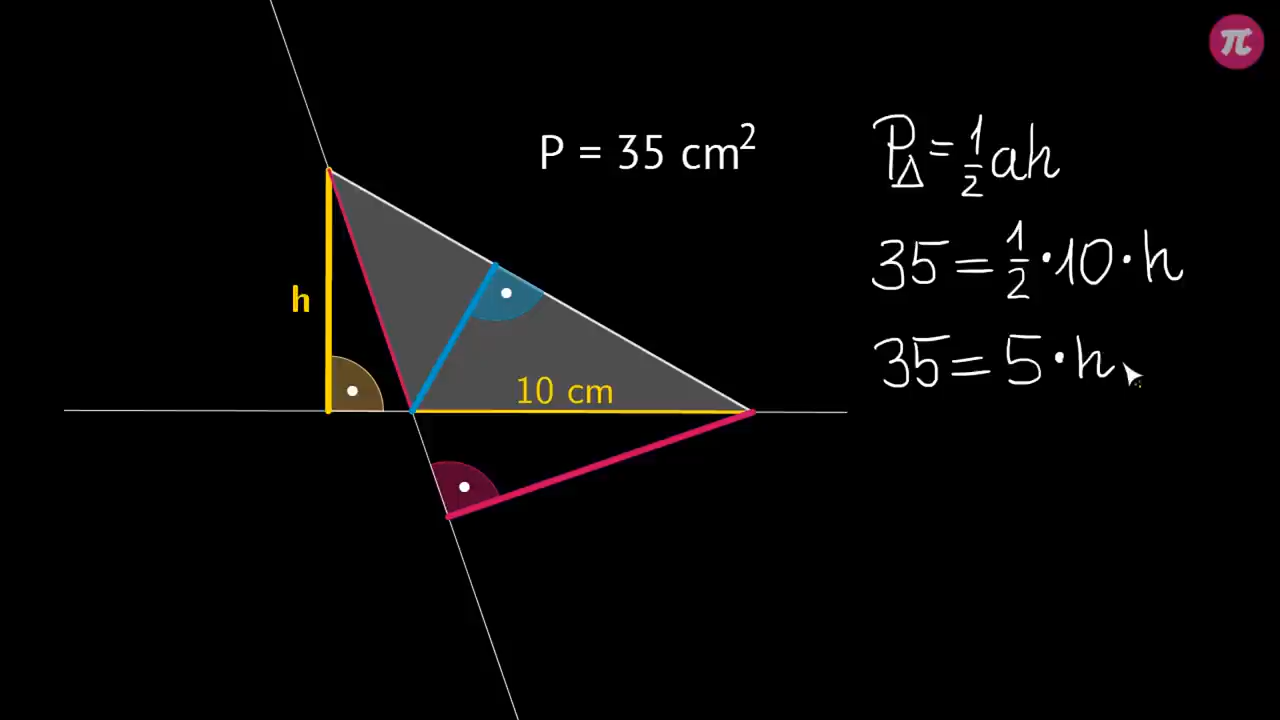 π
P = 35 cm²
P△ = ½ah
35 = ½ · 10 · h
h
35 = 5 · h
10 cm